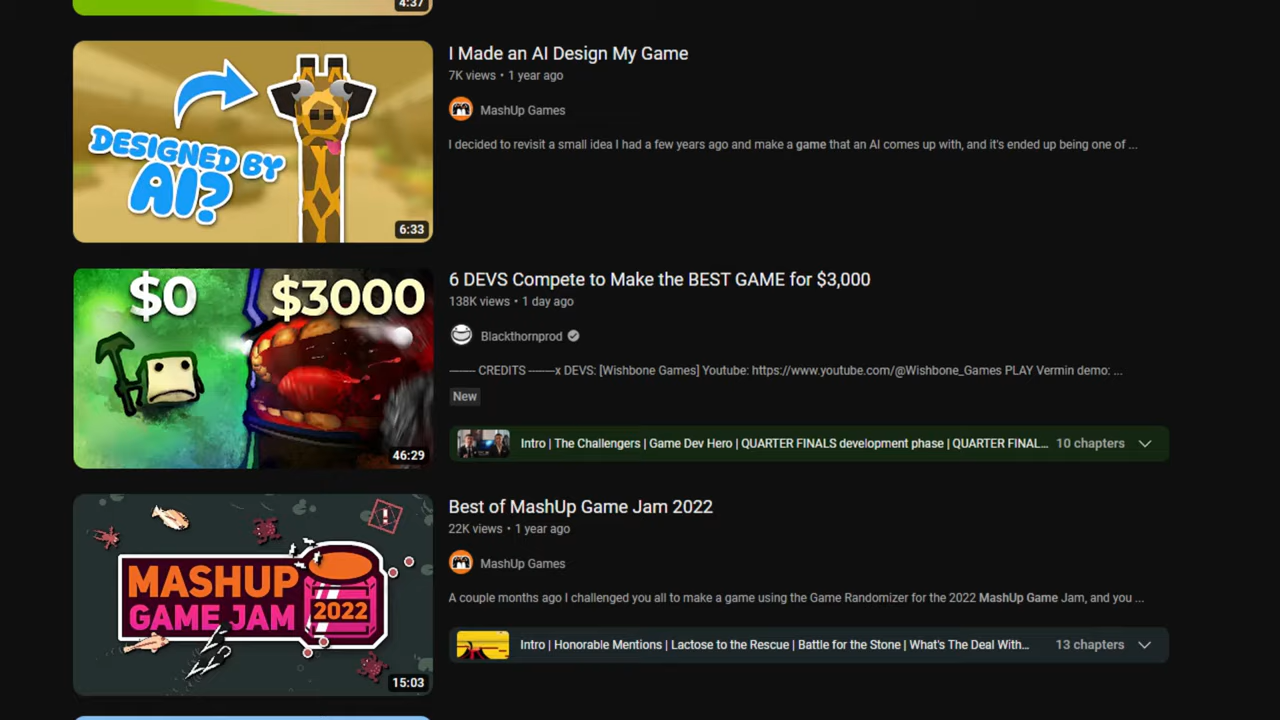 4:37
I Made an AI Design My Game
7K views • 1 year ago
MashUp Games
I decided to revisit a small idea I had a few years ago and make a game that an AI comes up with, and it's ended up being one of ...
DESIGNED BY
AI?
6:33
6 DEVS Compete to Make the BEST GAME for $3,000
138K views • 1 day ago
Blackthornprod
$0 $3000
46:29
——– CREDITS ——–x DEVS: [Wishbone Games] Youtube: https://www.youtube.com/@Wishbone_Games PLAY Vermin demo: ...
New
Intro | The Challengers | Game Dev Hero | QUARTER FINALS development phase | QUARTER FINAL... 10 chapters
Best of MashUp Game Jam 2022
22K views • 1 year ago
MashUp Games
A couple months ago I challenged you all to make a game using the Game Randomizer for the 2022 MashUp Game Jam, and you ...
MASHUP
GAME JAM 2022
15:03
Intro | Honorable Mentions | Lactose to the Rescue | Battle for the Stone | What's The Deal With... 13 chapters